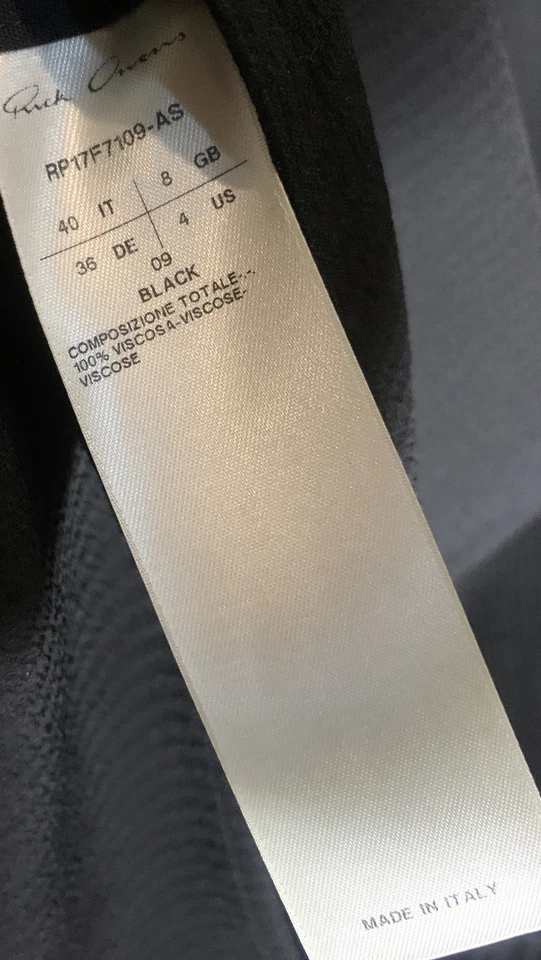 Rick Owens
RP17F7109-AS
40 IT 8 GB
36 DE 4 US
09
BLACK
COMPOSIZIONE TOTALE-.-.
100% VISCOSA-VISCOSE-
VISCOSE
MADE IN ITALY